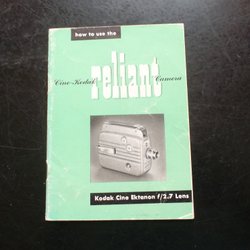 how to use the
reliant
Cine-Kodak Camera
Kodak Cine Ektanon f/2.7 Lens